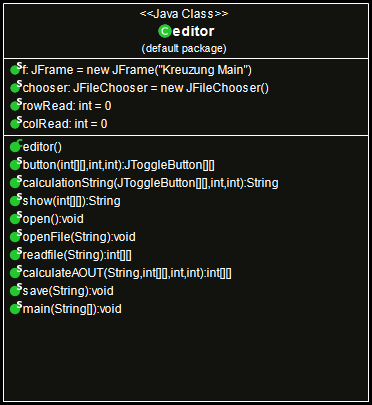 <<Java Class>>
editor
(default package)
f: JFrame = new JFrame("Kreuzung Main")
chooser: JFileChooser = new JFileChooser()
rowRead: int = 0
colRead: int = 0
editor()
button(int[][],int,int):JToggleButton[][]
calculationString(JToggleButton[][],int,int):String
show(int[][]):String
open():void
openFile(String):void
readfile(String):int[][]
calculateAOUT(String,int[][],int,int):int[][]
save(String):void
main(String[]):void